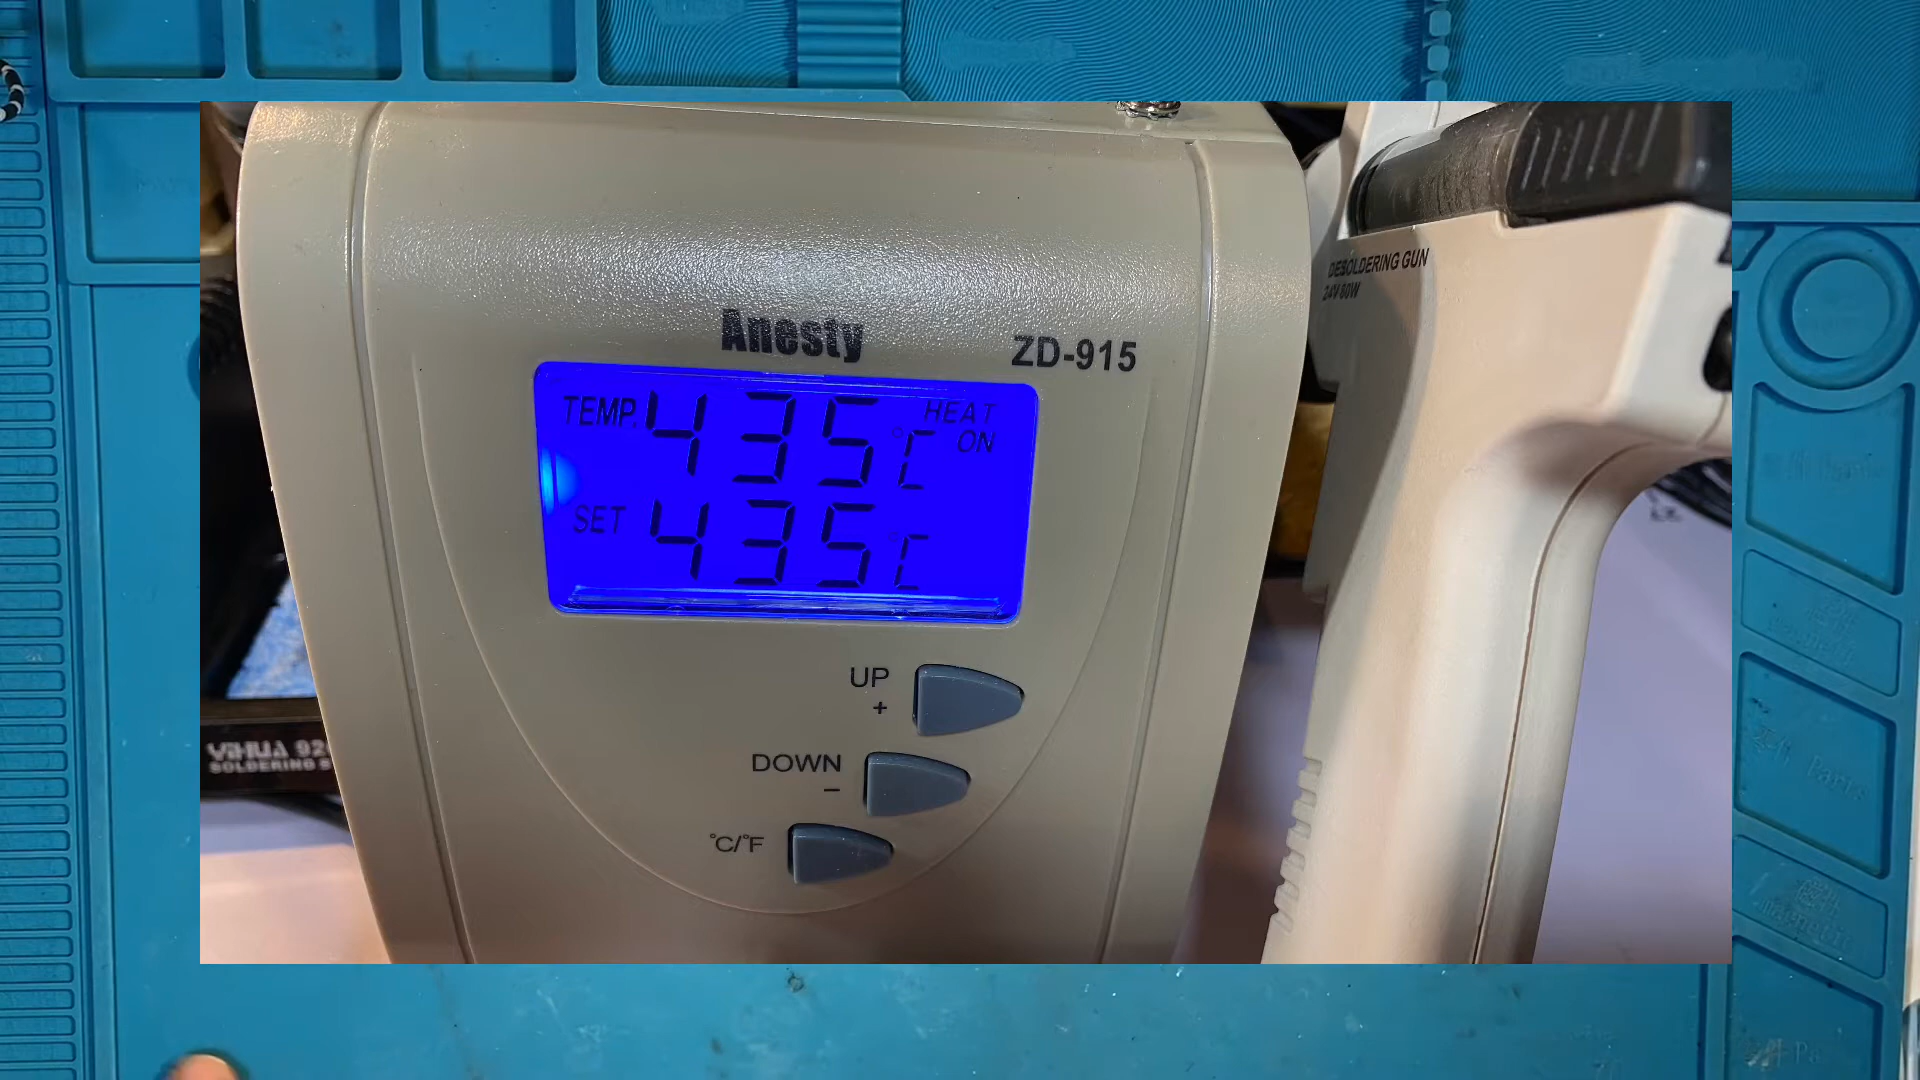 Anesty
ZD-915
TEMP. 435°C HEAT ON
SET 435°C
UP
+
DOWN
−
°C/°F
DESOLDERING GUN
24V 80W
YIHUA 92
SOLDERING S